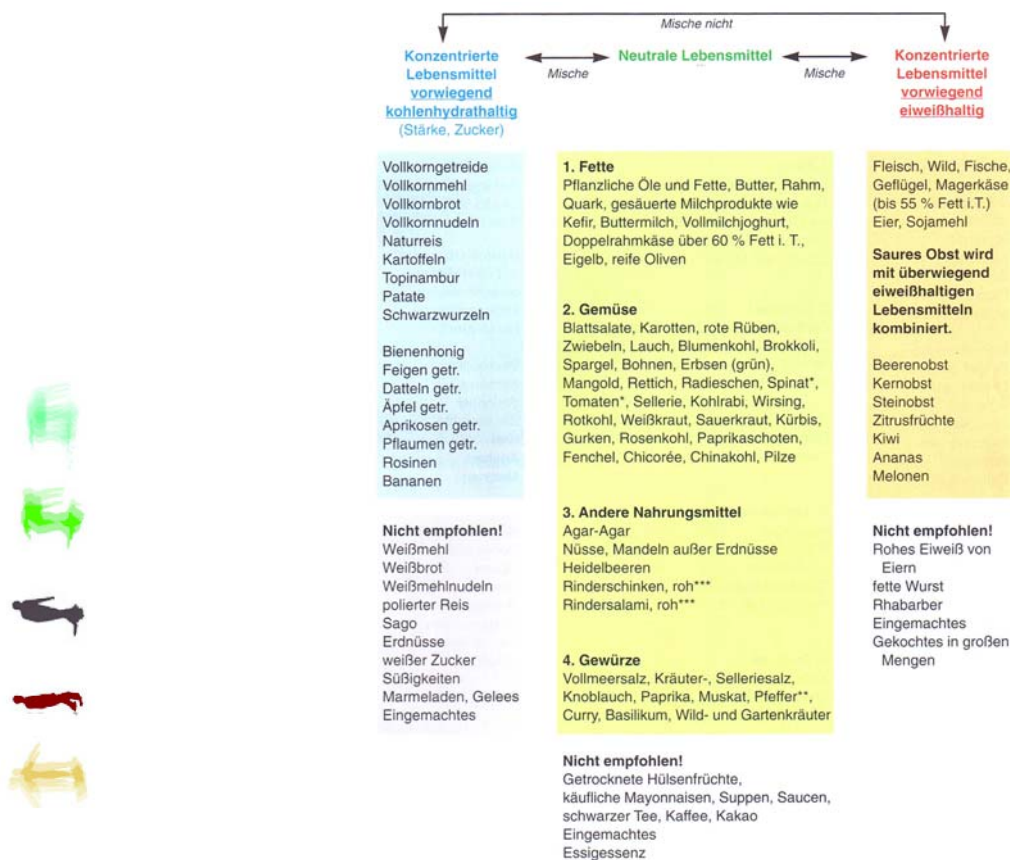 Mische nicht
Konzentrierte
Lebensmittel
vorwiegend
kohlenhydrathaltig
(Stärke, Zucker)
Mische
Neutrale Lebensmittel
Mische
Konzentrierte
Lebensmittel
vorwiegend
eiweißhaltig
Vollkorngetreide
Vollkornmehl
Vollkornbrot
Vollkornnudeln
Naturreis
Kartoffeln
Topinambur
Patate
Schwarzwurzeln
Bienenhonig
Feigen getr.
Datteln getr.
Äpfel getr.
Aprikosen getr.
Pflaumen getr.
Rosinen
Bananen
Nicht empfohlen!
Weißmehl
Weißbrot
Weißmehlnudeln
polierter Reis
Sago
Erdnüsse
weißer Zucker
Süßigkeiten
Marmeladen, Gelees
Eingemachtes
1. Fette
Pflanzliche Öle und Fette, Butter, Rahm,
Quark, gesäuerte Milchprodukte wie
Kefir, Buttermilch, Vollmilchjoghurt,
Doppelrahmkäse über 60 % Fett i. T.,
Eigelb, reife Oliven
2. Gemüse
Blattsalate, Karotten, rote Rüben,
Zwiebeln, Lauch, Blumenkohl, Brokkoli,
Spargel, Bohnen, Erbsen (grün),
Mangold, Rettich, Radieschen, Spinat*,
Tomaten*, Sellerie, Kohlrabi, Wirsing,
Rotkohl, Weißkraut, Sauerkraut, Kürbis,
Gurken, Rosenkohl, Paprikaschoten,
Fenchel, Chicorée, Chinakohl, Pilze
3. Andere Nahrungsmittel
Agar-Agar
Nüsse, Mandeln außer Erdnüsse
Heidelbeeren
Rinderschinken, roh***
Rindersalami, roh***
4. Gewürze
Vollmeersalz, Kräuter-, Selleriesalz,
Knoblauch, Paprika, Muskat, Pfeffer**,
Curry, Basilikum, Wild- und Gartenkräuter
Nicht empfohlen!
Getrocknete Hülsenfrüchte,
käufliche Mayonnaisen, Suppen, Saucen,
schwarzer Tee, Kaffee, Kakao
Eingemachtes
Essigessenz
Fleisch, Wild, Fische,
Geflügel, Magerkäse
(bis 55 % Fett i.T.)
Eier, Sojamehl
Saures Obst wird
mit überwiegend
eiweißhaltigen
Lebensmitteln
kombiniert.
Beerenobst
Kernobst
Steinobst
Zitrusfrüchte
Kiwi
Ananas
Melonen
Nicht empfohlen!
Rohes Eiweiß von
Eiern
fette Wurst
Rhabarber
Eingemachtes
Gekochtes in großen
Mengen